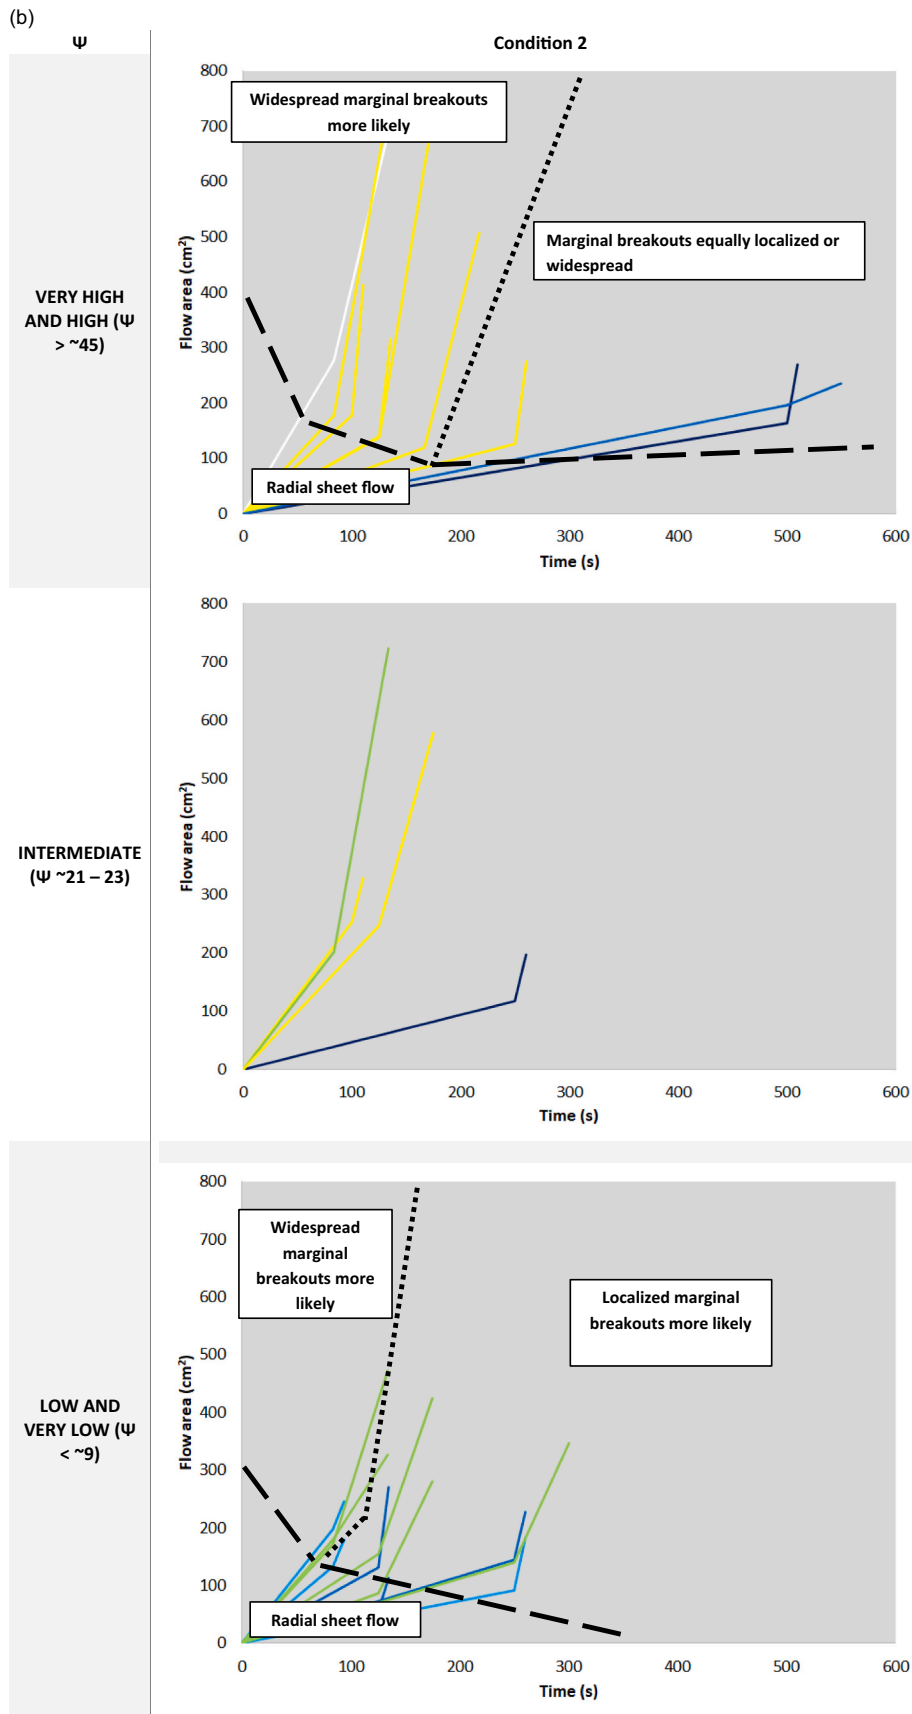 (b)
Ψ
Condition 2
VERY HIGH
AND HIGH (Ψ
> ~45)
Flow area (cm²)
800
700
600
500
400
300
200
100
0
Widespread marginal breakouts
more likely
Marginal breakouts equally localized or
widespread
Radial sheet flow
0 100 200 300 400 500 600
Time (s)
INTERMEDIATE
(Ψ ~21 – 23)
Flow area (cm²)
800
700
600
500
400
300
200
100
0
0 100 200 300 400 500 600
Time (s)
LOW AND
VERY LOW (Ψ
< ~9)
Flow area (cm²)
800
700
600
500
400
300
200
100
0
Widespread
marginal
breakouts more
likely
Localized marginal
breakouts more likely
Radial sheet flow
0 100 200 300 400 500 600
Time (s)